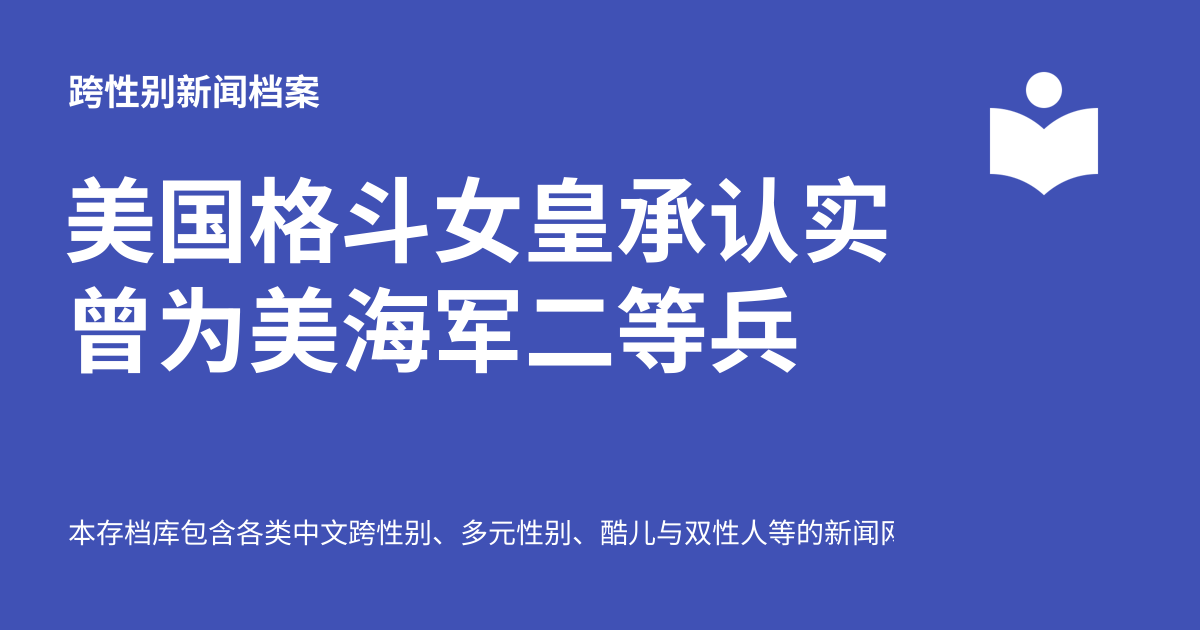 跨性别新闻档案
美国格斗女皇承认实
曾为美海军二等兵
本存档库包含各类中文跨性别、多元性别、酷儿与双性人等的新闻